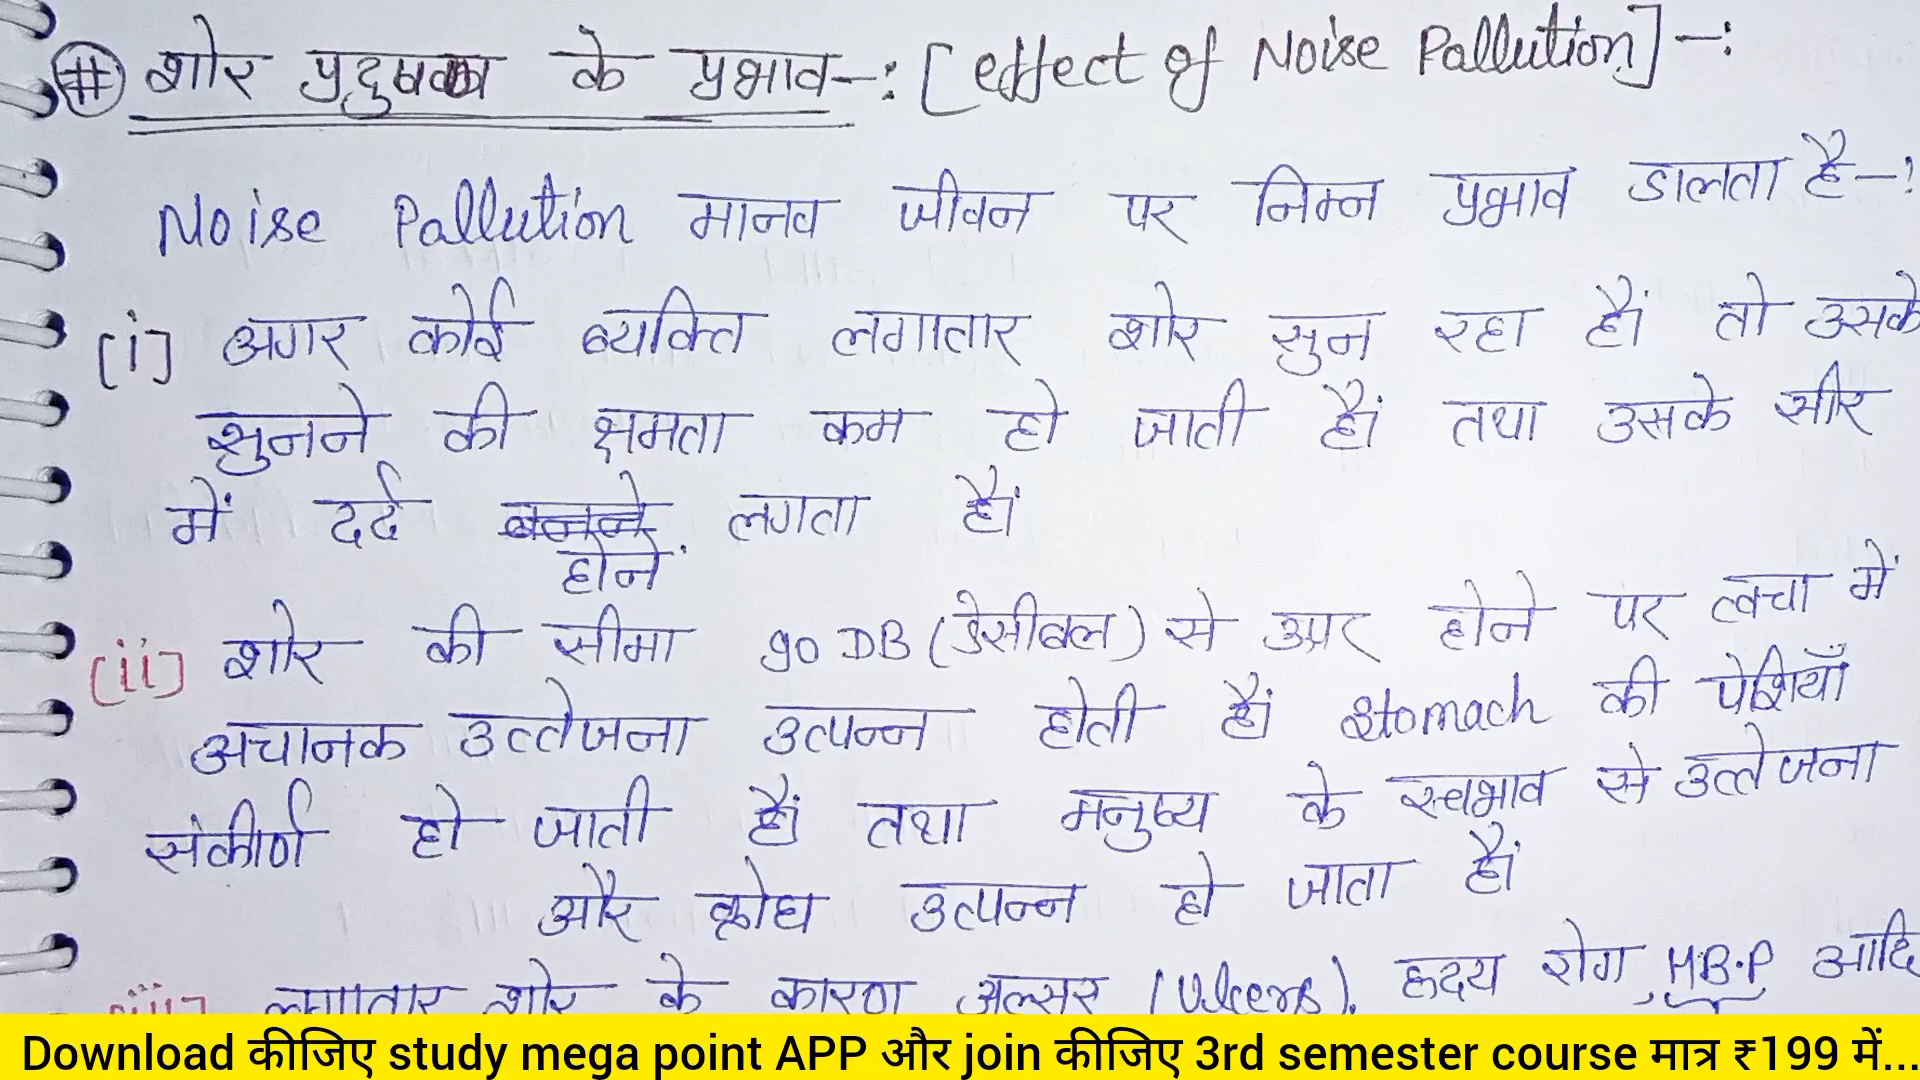 # शोर प्रदुषण के प्रभाव -: [effect of Noise Pallution] -:
Noise Pallution मानव जीवन पर निम्न प्रभाव डालता है -:
(i) अगर कोई व्यक्ति लगातार शोर सुन रहा हैं तो उसके
सुनने की क्षमता कम हो जाती हैं तथा उसके सीर
में दर्द बनने लगता हैं
होने
(ii) शोर की सीमा 90 DB (डेसीबल) से उपर होने पर त्वचा में
अचानक उत्तेजना उत्पन्न होती हैं stomach की पेशियाँ
संकीर्ण हो जाती हैं तथा मनुष्य के स्वभाव से उत्तेजना
और क्रोध उत्पन्न हो जाता हैं
(iii) लगातार शोर के कारण अल्सर (Ulcers), हृदय रोग, H.B.P आदि
Download कीजिए study mega point APP और join कीजिए 3rd semester course मात्र ₹199 में...